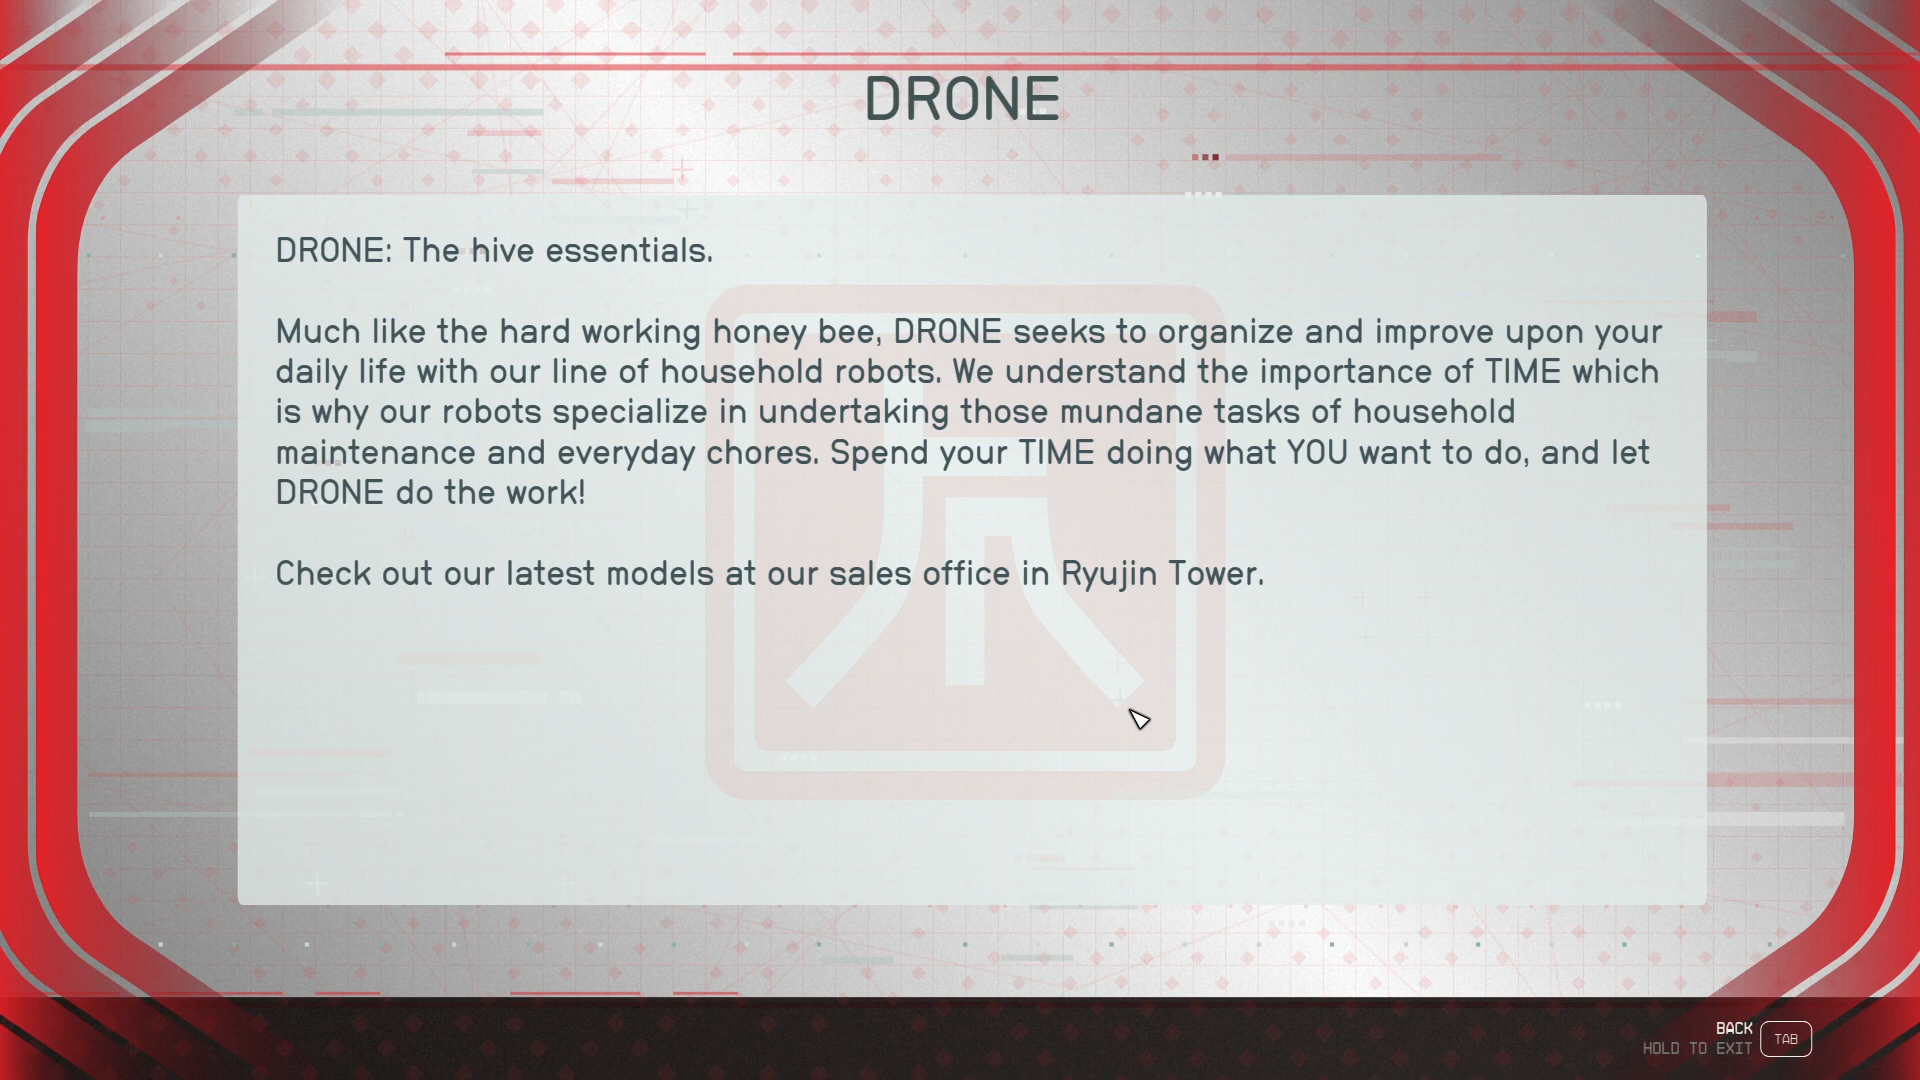 DRONE
DRONE: The hive essentials.
Much like the hard working honey bee, DRONE seeks to organize and improve upon your
daily life with our line of household robots. We understand the importance of TIME which
is why our robots specialize in undertaking those mundane tasks of household
maintenance and everyday chores. Spend your TIME doing what YOU want to do, and let
DRONE do the work!
Check out our latest models at our sales office in Ryujin Tower.
BACK
HOLD TO EXIT
TAB